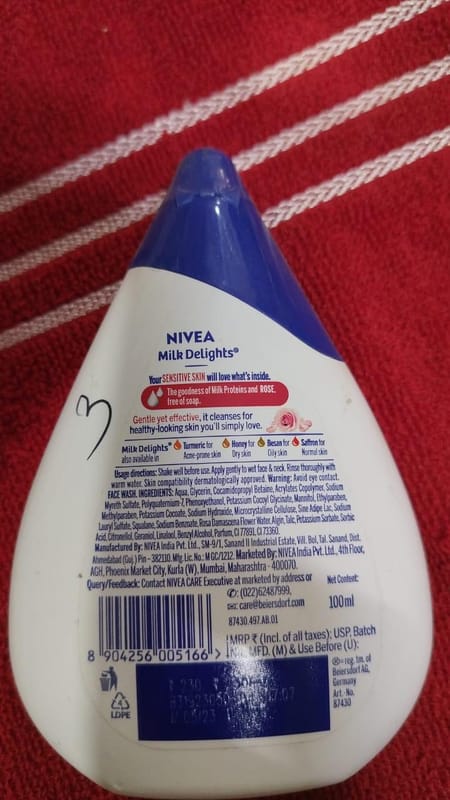 NIVEA
Milk Delights®
Your SENSITIVE SKIN will love what's inside.
The goodness of Milk Proteins and ROSE,
free of soap.
Gentle yet effective, it cleanses for
healthy-looking skin you'll simply love.
Milk Delights® Turmeric for Honey for Besan for Saffron for
also available in Acne-prone skin Dry skin Oily skin Normal skin
Usage directions: Shake well before use. Apply gently to wet face & neck. Rinse thoroughly with
warm water. Skin compatibility dermatologically approved. Warning: Avoid eye contact.
FACE WASH. INGREDIENTS: Aqua, Glycerin, Cocamidopropyl Betaine, Acrylates Copolymer, Sodium
Myreth Sulfate, Polyquaternium-7, Phenoxyethanol, Potassium Cocoyl Glycinate, Mannitol, Ethylparaben,
Methylparaben, Potassium Cocoate, Sodium Hydroxide, Microcrystalline Cellulose, Sine Adipe Lac, Sodium
Lauryl Sulfate, Squalane, Sodium Benzoate, Rosa Damascena Flower Water, Algin, Talc, Potassium Sorbate, Sorbic
Acid, Citronellol, Geraniol, Linalool, Benzyl Alcohol, Parfum, CI 77891, CI 73360.
Manufactured By: NIVEA India Pvt. Ltd., SM-9/1, Sanand II Industrial Estate, Vill. Bol, Tal. Sanand, Dist.
Ahmedabad (Guj.) Pin - 382110. Mfg. Lic. No.: MGC/1212. Marketed By: NIVEA India Pvt. Ltd., 4th Floor,
AGH, Phoenix Market City, Kurla (W), Mumbai, Maharashtra - 400070.
Query/Feedback: Contact NIVEA CARE Executive at marketed by address or
(022)62487999,
care@beiersdorf.com
87430.497.AB.01
Net Content:
100ml
MRP ₹ (Incl. of all taxes); USP, Batch
No., MFD. (M) & Use Before (U):
8 904256 005166 >
®= reg. tm. of
Beiersdorf AG,
Germany
Art.-No.
87430
4
LDPE
3